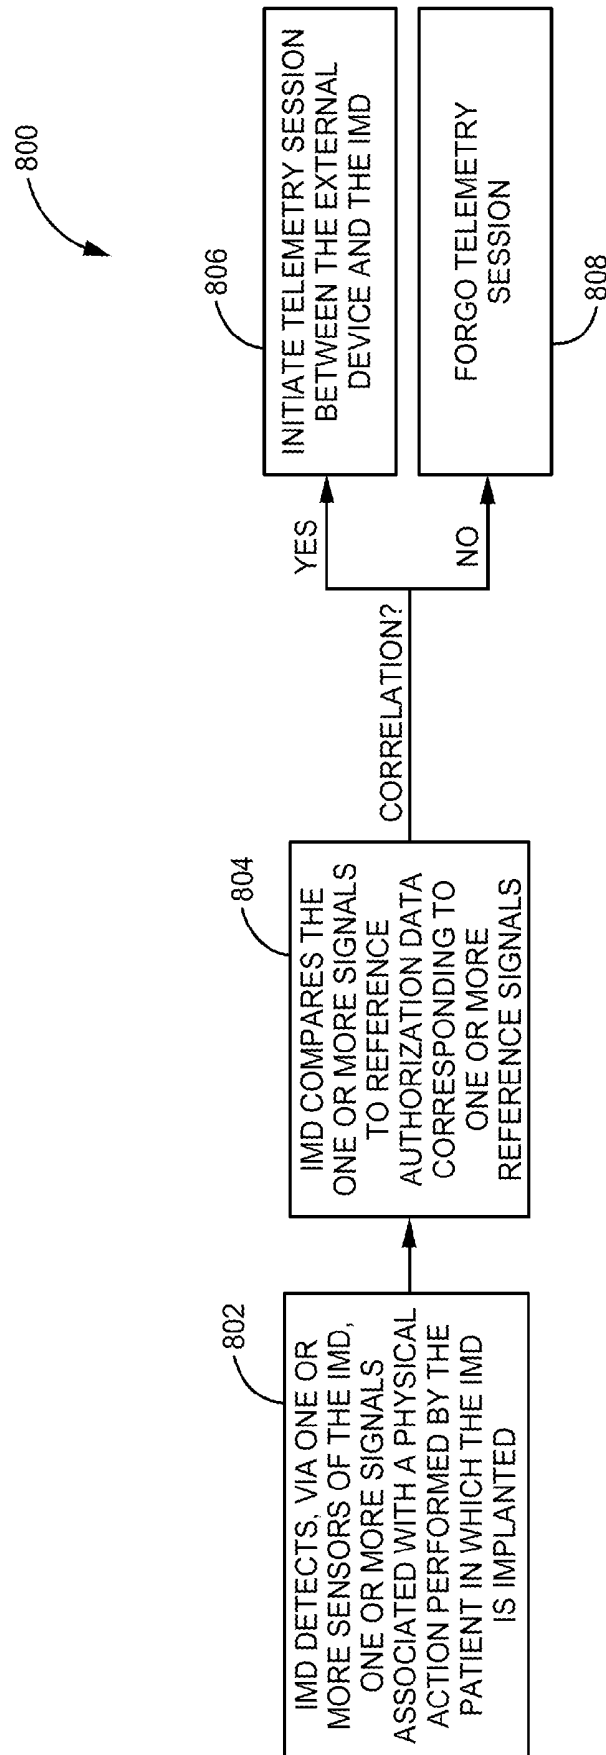 800
802
IMD DETECTS, VIA ONE OR
MORE SENSORS OF THE IMD,
ONE OR MORE SIGNALS
ASSOCIATED WITH A PHYSICAL
ACTION PERFORMED BY THE
PATIENT IN WHICH THE IMD
IS IMPLANTED
804
IMD COMPARES THE
ONE OR MORE SIGNALS
TO REFERENCE
AUTHORIZATION DATA
CORRESPONDING TO
ONE OR MORE
REFERENCE SIGNALS
CORRELATION?
YES
NO
806
INITIATE TELEMETRY SESSION
BETWEEN THE EXTERNAL
DEVICE AND THE IMD
FORGO TELEMETRY
SESSION
808